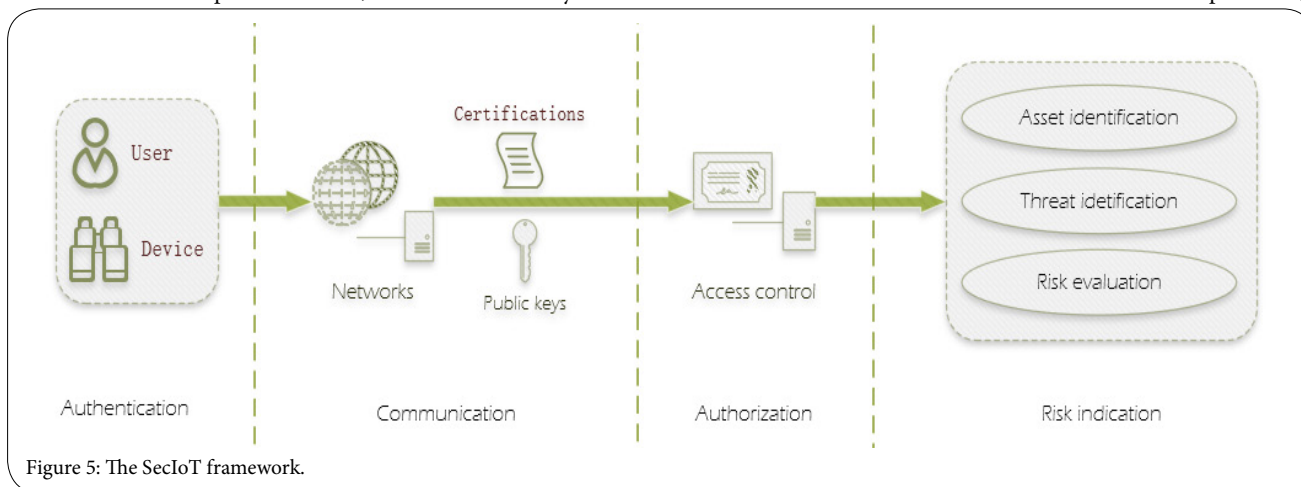 Certifications
User
Device
Networks
Public keys
Access control
Asset identification
Threat idetification
Risk evaluation
Authentication
Communication
Authorization
Risk indication
Figure 5: The SecIoT framework.